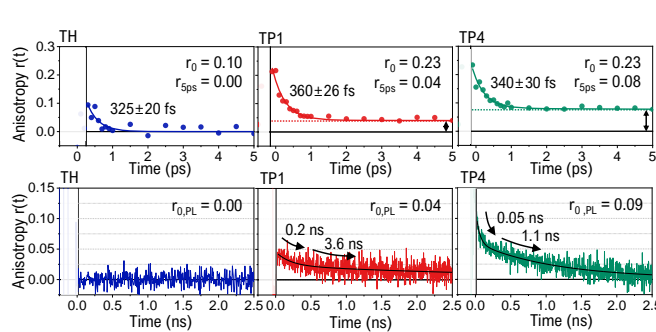 TH
TP1
TP4
0.3
0.2
0.1
0.0
Anisotropy r(t)
r0 = 0.10
r5ps = 0.00
325±20 fs
r0 = 0.23
r5ps = 0.04
360±26 fs
r0 = 0.23
r5ps = 0.08
340±30 fs
0 1 2 3 4 5
0 1 2 3 4 5
0 1 2 3 4 5
Time (ps)
Time (ps)
Time (ps)
TH
TP1
TP4
0.15
0.10
0.05
0.00
Anisotropy r(t)
r0,PL = 0.00
r0,PL = 0.04
0.2 ns
3.6 ns
r0,PL = 0.09
0.05 ns
1.1 ns
0.0 0.5 1.0 1.5 2.0 2.5
0.0 0.5 1.0 1.5 2.0 2.5
0.0 0.5 1.0 1.5 2.0 2.5
Time (ns)
Time (ns)
Time (ns)